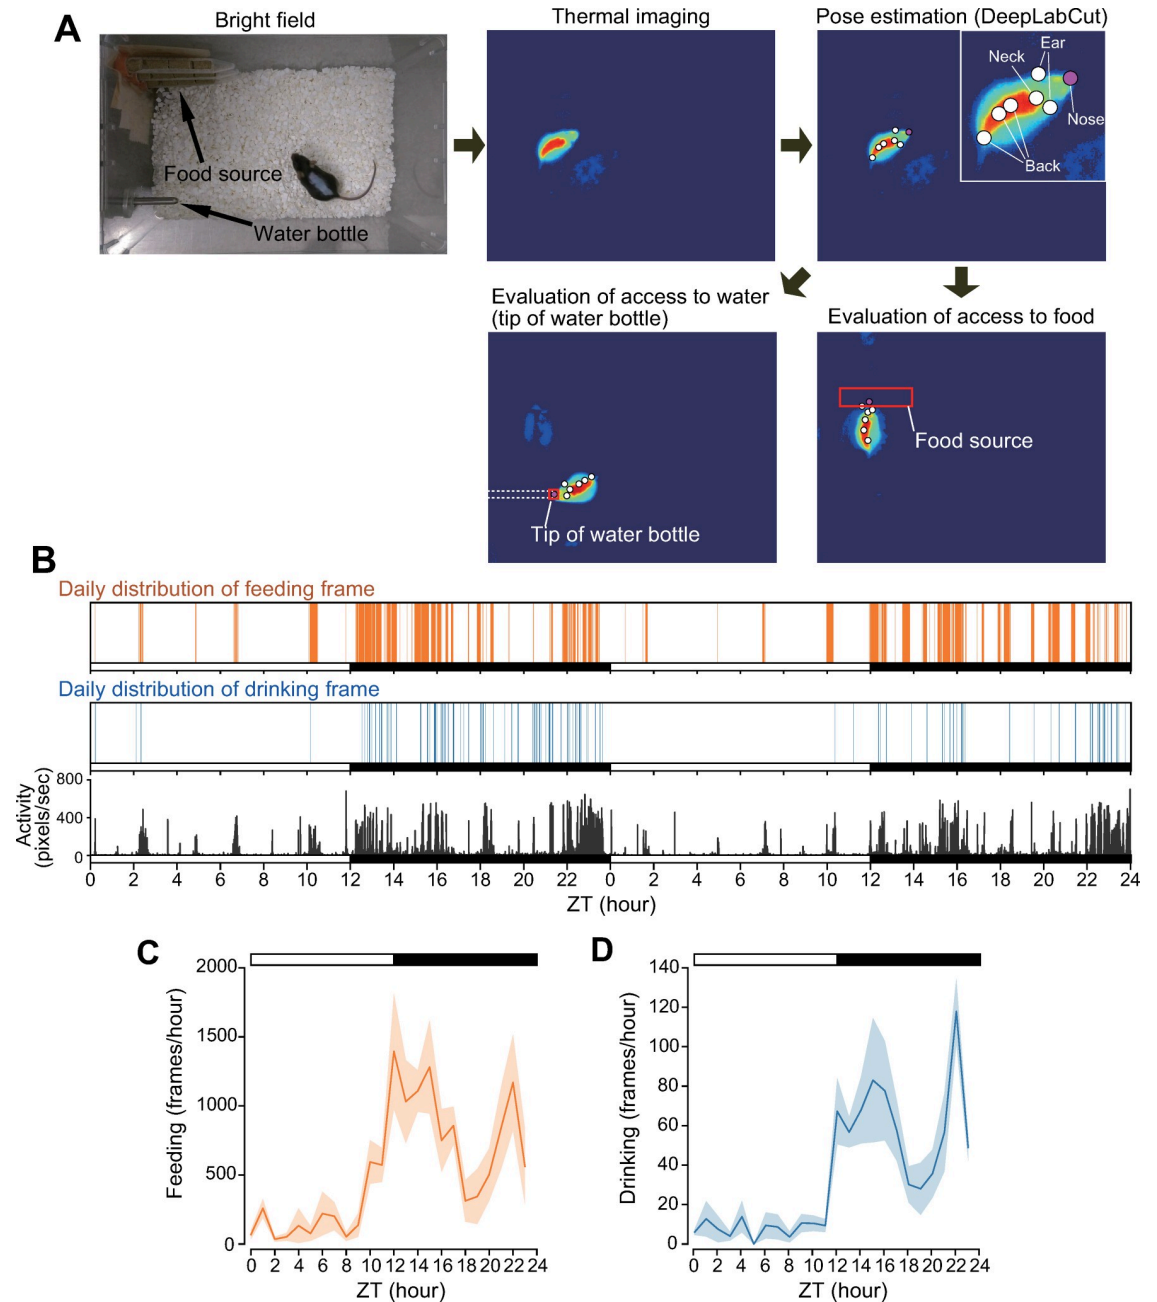 A
Bright field
Food source
Water bottle
Thermal imaging
Pose estimation (DeepLabCut)
Ear
Neck
Nose
Back
Evaluation of access to water
(tip of water bottle)
Tip of water bottle
Evaluation of access to food
Food source
B
Daily distribution of feeding frame
Daily distribution of drinking frame
Activity
(pixels/sec)
800
400
0
0 2 4 6 8 10 12 14 16 18 20 22 0 2 4 6 8 10 12 14 16 18 20 22 24
ZT (hour)
C
Feeding (frames/hour)
2000
1500
1000
500
0
0 2 4 6 8 10 12 14 16 18 20 22 24
ZT (hour)
D
Drinking (frames/hour)
140
120
100
80
60
40
20
0
0 2 4 6 8 10 12 14 16 18 20 22 24
ZT (hour)